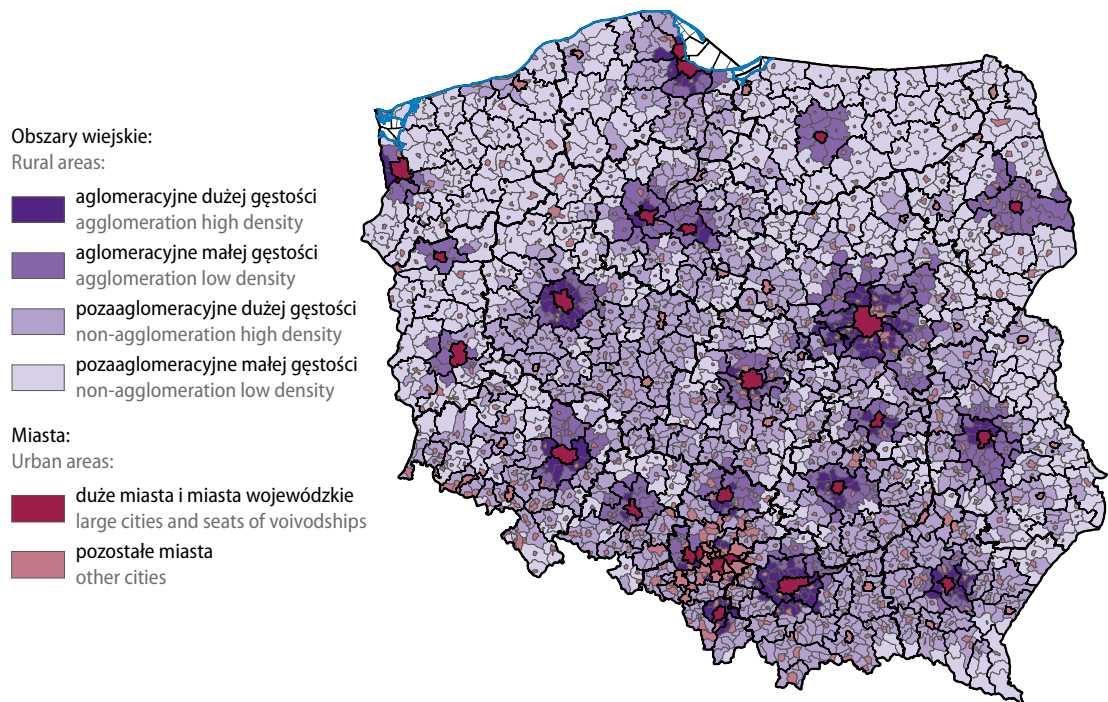 Obszary wiejskie:
Rural areas:
aglomeracyjne dużej gęstości
agglomeration high density
aglomeracyjne małej gęstości
agglomeration low density
pozaaglomeracyjne dużej gęstości
non-agglomeration high density
pozaaglomeracyjne małej gęstości
non-agglomeration low density
Miasta:
Urban areas:
duże miasta i miasta wojewódzkie
large cities and seats of voivodships
pozostałe miasta
other cities